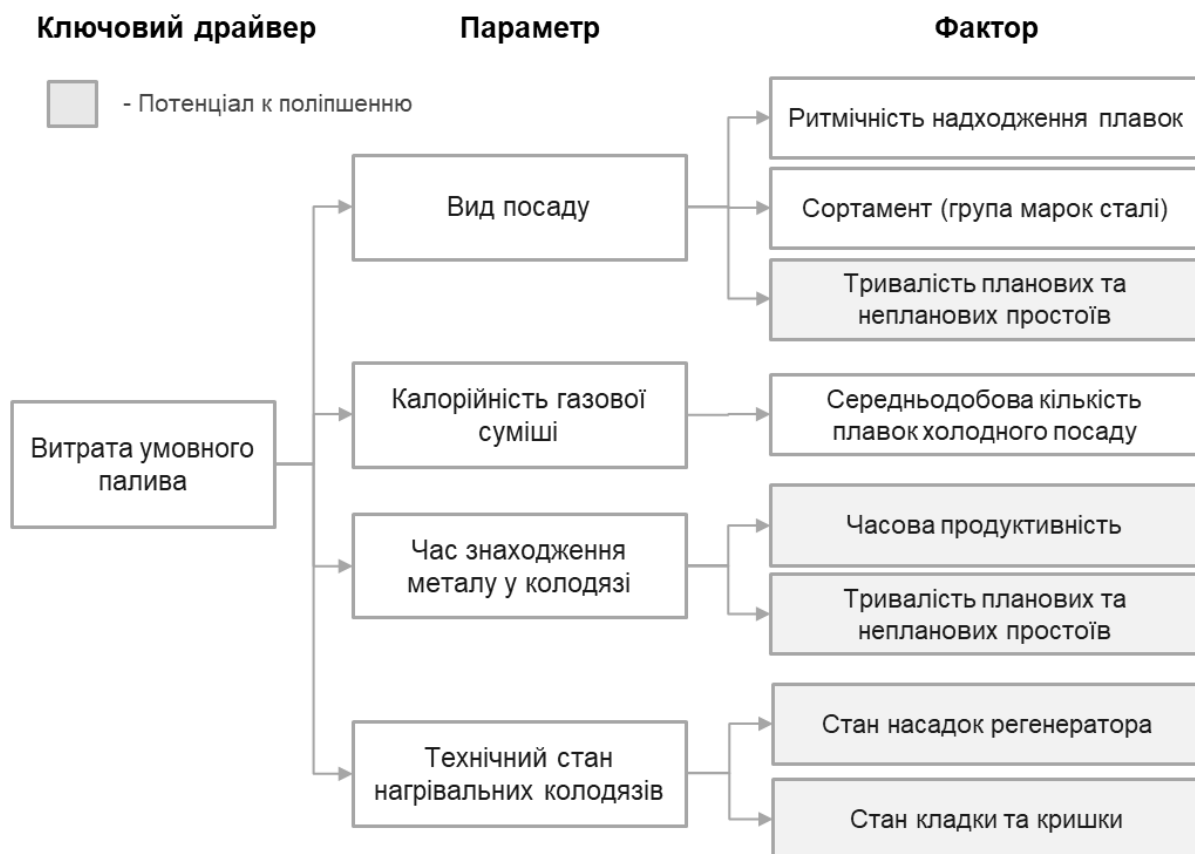 Ключовий драйвер
Параметр
Фактор
- Потенціал к поліпшенню
Витрата умовного
палива
Вид посаду
Ритмічність надходження плавок
Сортамент (група марок сталі)
Тривалість планових та
непланових простоїв
Калорійність газової
суміші
Середньодобова кількість
плавок холодного посаду
Час знаходження
металу у колодязі
Часова продуктивність
Тривалість планових та
непланових простоїв
Технічний стан
нагрівальних колодязів
Стан насадок регенератора
Стан кладки та кришки